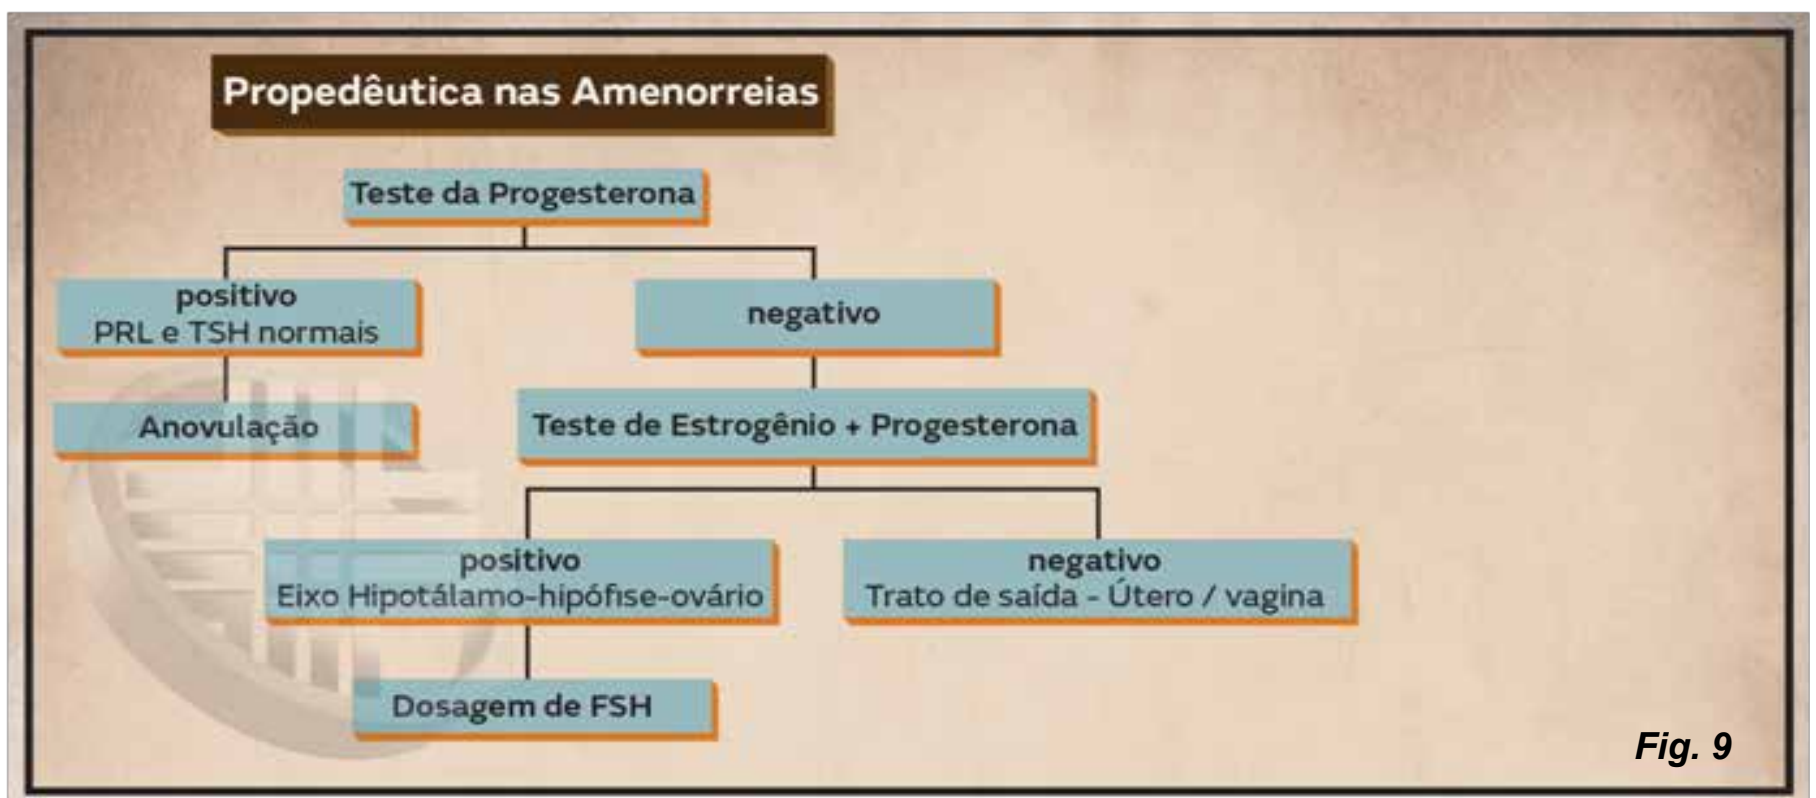 Propedêutica nas Amenorreias
Teste da Progesterona
positivo
PRL e TSH normais
negativo
Anovulação
Teste de Estrogênio + Progesterona
positivo
Eixo Hipotálamo-hipófise-ovário
negativo
Trato de saída - Útero / vagina
Dosagem de FSH
Fig. 9